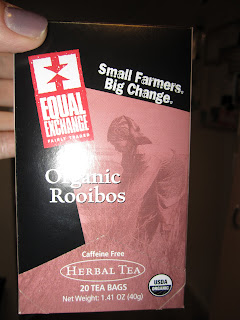 Small Farmers.
Big Change.
EQUAL
EXCHANGE
FAIRLY TRADED
Organic
Rooibos
Caffeine Free
HERBAL TEA
20 TEA BAGS
Net Weight: 1.41 OZ (40g)
USDA
ORGANIC